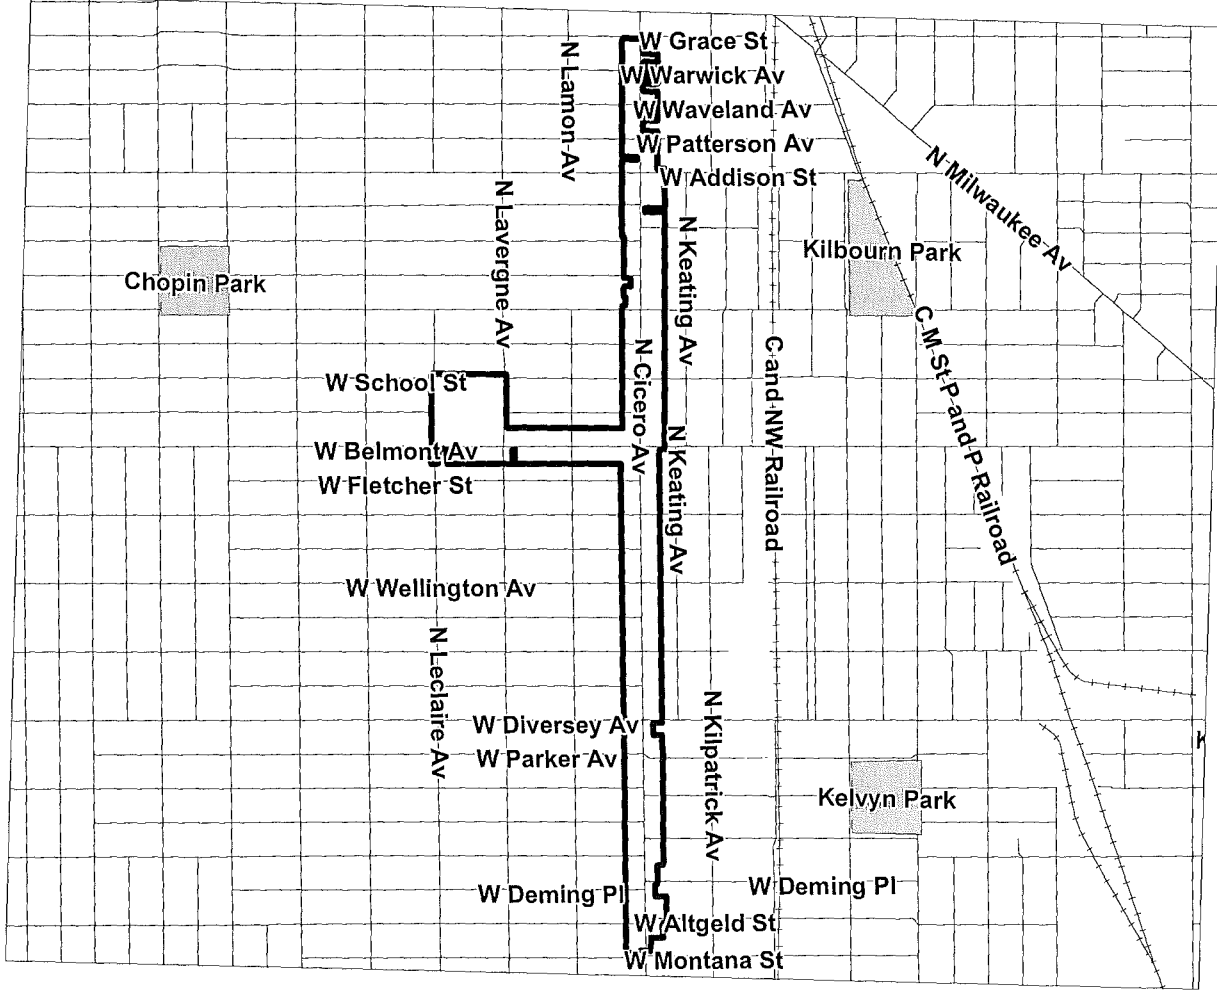 W Grace St
W Warwick Av
W Waveland Av
W Patterson Av
W Addison St
N Lamon Av
N Lavergne Av
N Milwaukee Av
N Keating Av
Kilbourn Park
Chopin Park
C M St P and P Railroad
C and NW Railroad
N Cicero Av
W School St
W Belmont Av
N Keating Av
W Fletcher St
W Wellington Av
N Leclaire Av
N Kilpatrick Av
W Diversey Av
W Parker Av
Kelvyn Park
W Deming Pl
W Deming Pl
W Altgeld St
W Montana St